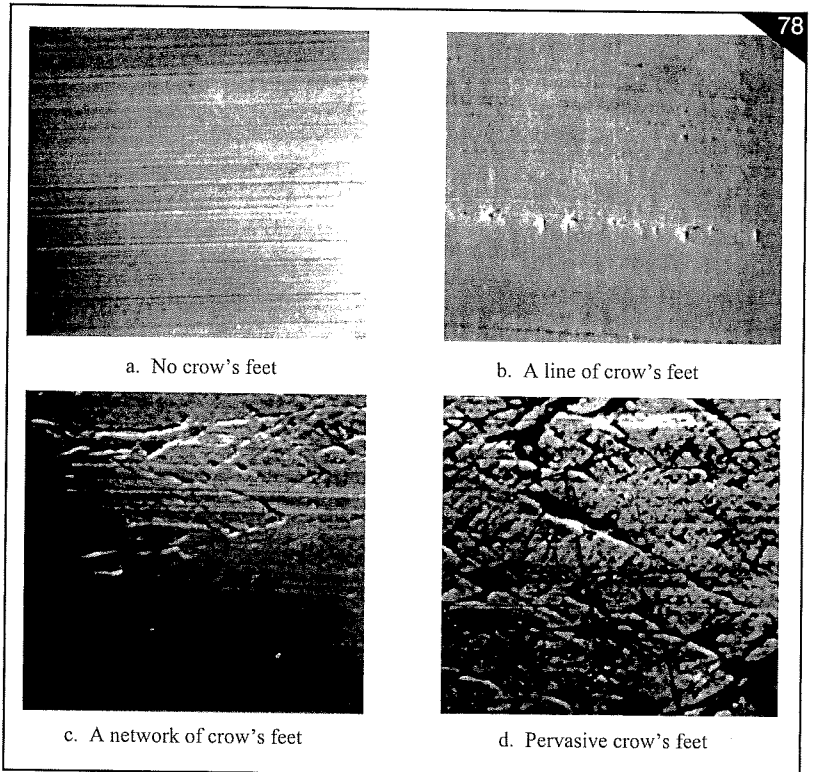 78
a. No crow's feet
b. A line of crow's feet
c. A network of crow's feet
d. Pervasive crow's feet